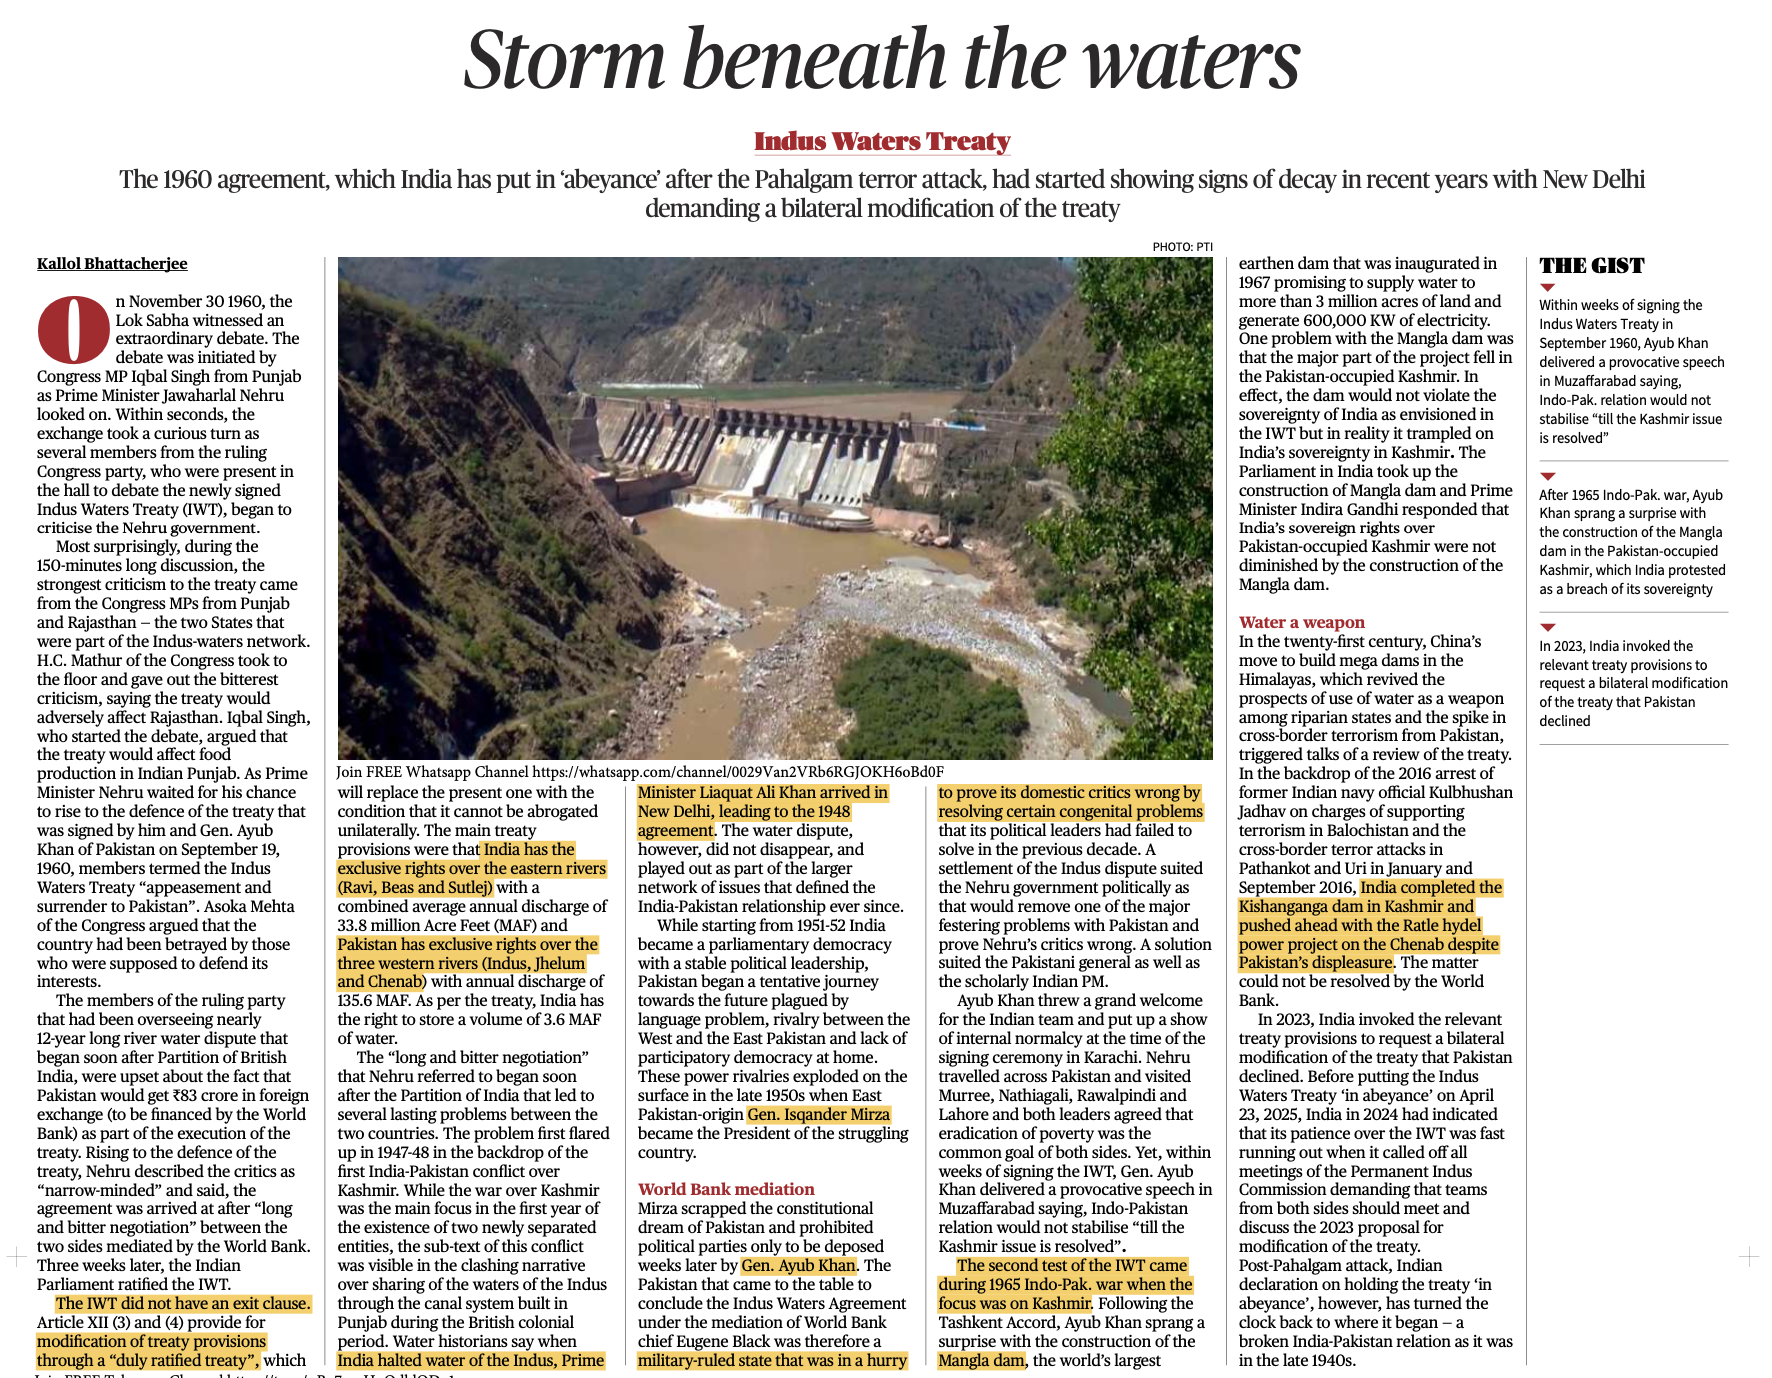 Storm beneath the waters
Indus Waters Treaty
The 1960 agreement, which India has put in ‘abeyance’ after the Pahalgam terror attack, had started showing signs of decay in recent years with New Delhi
demanding a bilateral modification of the treaty
Kallol Bhattacherjee
On November 30 1960, the
Lok Sabha witnessed an
extraordinary debate. The
debate was initiated by
Congress MP Iqbal Singh from Punjab
as Prime Minister Jawaharlal Nehru
looked on. Within seconds, the
exchange took a curious turn as
several members from the ruling
Congress party, who were present in
the hall to debate the newly signed
Indus Waters Treaty (IWT), began to
criticise the Nehru government.
Most surprisingly, during the
150-minutes long discussion, the
strongest criticism to the treaty came
from the Congress MPs from Punjab
and Rajasthan – the two States that
were part of the Indus-waters network.
H.C. Mathur of the Congress took to
the floor and gave out the bitterest
criticism, saying the treaty would
adversely affect Rajasthan. Iqbal Singh,
who started the debate, argued that
the treaty would affect food
production in Indian Punjab. As Prime
Minister Nehru waited for his chance
to rise to the defence of the treaty that
was signed by him and Gen. Ayub
Khan of Pakistan on September 19,
1960, members termed the Indus
Waters Treaty “appeasement and
surrender to Pakistan”. Asoka Mehta
of the Congress argued that the
country had been betrayed by those
who were supposed to defend its
interests.
The members of the ruling party
that had been overseeing nearly
12-year long river water dispute that
began soon after Partition of British
India, were upset about the fact that
Pakistan would get ₹83 crore in foreign
exchange (to be financed by the World
Bank) as part of the execution of the
treaty. Rising to the defence of the
treaty, Nehru described the critics as
“narrow-minded” and said, the
agreement was arrived at after “long
and bitter negotiation” between the
two sides mediated by the World Bank.
Three weeks later, the Indian
Parliament ratified the IWT.
The IWT did not have an exit clause.
Article XII (3) and (4) provide for
modification of treaty provisions
through a “duly ratified treaty”, which
PHOTO: PTI
Join FREE Whatsapp Channel https://whatsapp.com/channel/0029Van2VRb6RGJOKH6oBd0F
will replace the present one with the
condition that it cannot be abrogated
unilaterally. The main treaty
provisions were that India has the
exclusive rights over the eastern rivers
(Ravi, Beas and Sutlej) with a
combined average annual discharge of
33.8 million Acre Feet (MAF) and
Pakistan has exclusive rights over the
three western rivers (Indus, Jhelum
and Chenab) with annual discharge of
135.6 MAF. As per the treaty, India has
the right to store a volume of 3.6 MAF
of water.
The “long and bitter negotiation”
that Nehru referred to began soon
after the Partition of India that led to
several lasting problems between the
two countries. The problem first flared
up in 1947-48 in the backdrop of the
first India-Pakistan conflict over
Kashmir. While the war over Kashmir
was the main focus in the first year of
the existence of two newly separated
entities, the sub-text of this conflict
was visible in the clashing narrative
over sharing of the waters of the Indus
through the canal system built in
Punjab during the British colonial
period. Water historians say when
India halted water of the Indus, Prime
Minister Liaquat Ali Khan arrived in
New Delhi, leading to the 1948
agreement. The water dispute,
however, did not disappear, and
played out as part of the larger
network of issues that defined the
India-Pakistan relationship ever since.
While starting from 1951-52 India
became a parliamentary democracy
with a stable political leadership,
Pakistan began a tentative journey
towards the future plagued by
language problem, rivalry between the
West and the East Pakistan and lack of
participatory democracy at home.
These power rivalries exploded on the
surface in the late 1950s when East
Pakistan-origin Gen. Isqander Mirza
became the President of the struggling
country.
World Bank mediation
Mirza scrapped the constitutional
dream of Pakistan and prohibited
political parties only to be deposed
weeks later by Gen. Ayub Khan. The
Pakistan that came to the table to
conclude the Indus Waters Agreement
under the mediation of World Bank
chief Eugene Black was therefore a
military-ruled state that was in a hurry
to prove its domestic critics wrong by
resolving certain congenital problems
that its political leaders had failed to
solve in the previous decade. A
settlement of the Indus dispute suited
the Nehru government politically as
that would remove one of the major
festering problems with Pakistan and
prove Nehru’s critics wrong. A solution
suited the Pakistani general as well as
the scholarly Indian PM.
Ayub Khan threw a grand welcome
for the Indian team and put up a show
of internal normalcy at the time of the
signing ceremony in Karachi. Nehru
travelled across Pakistan and visited
Murree, Nathiagali, Rawalpindi and
Lahore and both leaders agreed that
eradication of poverty was the
common goal of both sides. Yet, within
weeks of signing the IWT, Gen. Ayub
Khan delivered a provocative speech in
Muzaffarabad saying, Indo-Pakistan
relation would not stabilise “till the
Kashmir issue is resolved”.
The second test of the IWT came
during 1965 Indo-Pak. war when the
focus was on Kashmir. Following the
Tashkent Accord, Ayub Khan sprang a
surprise with the construction of the
Mangla dam, the world’s largest
earthen dam that was inaugurated in
1967 promising to supply water to
more than 3 million acres of land and
generate 600,000 KW of electricity.
One problem with the Mangla dam was
that the major part of the project fell in
the Pakistan-occupied Kashmir. In
effect, the dam would not violate the
sovereignty of India as envisioned in
the IWT but in reality it trampled on
India’s sovereignty in Kashmir. The
Parliament in India took up the
construction of Mangla dam and Prime
Minister Indira Gandhi responded that
India’s sovereign rights over
Pakistan-occupied Kashmir were not
diminished by the construction of the
Mangla dam.
Water a weapon
In the twenty-first century, China’s
move to build mega dams in the
Himalayas, which revived the
prospects of use of water as a weapon
among riparian states and the spike in
cross-border terrorism from Pakistan,
triggered talks of a review of the treaty.
In the backdrop of the 2016 arrest of
former Indian navy official Kulbhushan
Jadhav on charges of supporting
terrorism in Balochistan and the
cross-border terror attacks in
Pathankot and Uri in January and
September 2016, India completed the
Kishanganga dam in Kashmir and
pushed ahead with the Ratle hydel
power project on the Chenab despite
Pakistan’s displeasure. The matter
could not be resolved by the World
Bank.
In 2023, India invoked the relevant
treaty provisions to request a bilateral
modification of the treaty that Pakistan
declined. Before putting the Indus
Waters Treaty ‘in abeyance’ on April
23, 2025, India in 2024 had indicated
that its patience over the IWT was fast
running out when it called off all
meetings of the Permanent Indus
Commission demanding that teams
from both sides should meet and
discuss the 2023 proposal for
modification of the treaty.
Post-Pahalgam attack, Indian
declaration on holding the treaty ‘in
abeyance’, however, has turned the
clock back to where it began – a
broken India-Pakistan relation as it was
in the late 1940s.
THE GIST
Within weeks of signing the
Indus Waters Treaty in
September 1960, Ayub Khan
delivered a provocative speech
in Muzaffarabad saying,
Indo-Pak. relation would not
stabilise “till the Kashmir issue
is resolved”
After 1965 Indo-Pak. war, Ayub
Khan sprang a surprise with
the construction of the Mangla
dam in the Pakistan-occupied
Kashmir, which India protested
as a breach of its sovereignty
In 2023, India invoked the
relevant treaty provisions to
request a bilateral modification
of the treaty that Pakistan
declined